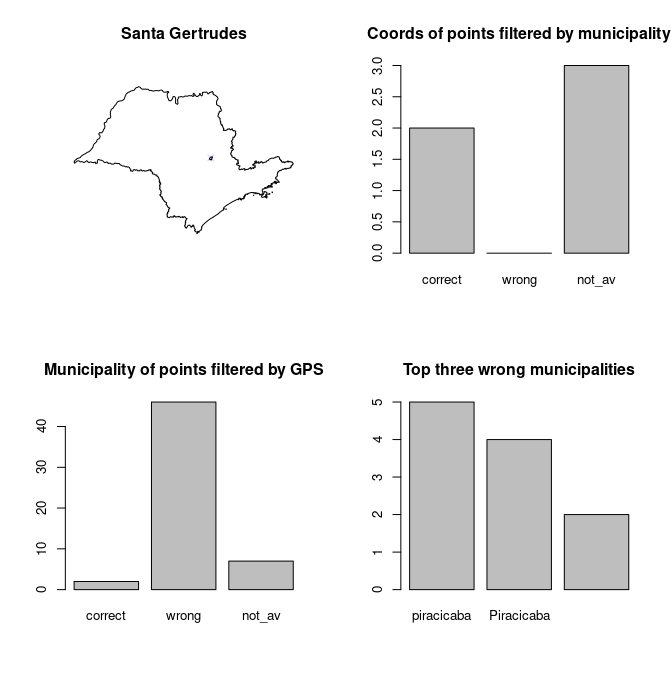 Santa Gertrudes
Coords of points filtered by municipality
3.0
2.5
2.0
1.5
1.0
0.5
0.0
correct wrong not_av
Municipality of points filtered by GPS
40
30
20
10
0
correct wrong not_av
Top three wrong municipalities
5
4
3
2
1
0
piracicaba Piracicaba